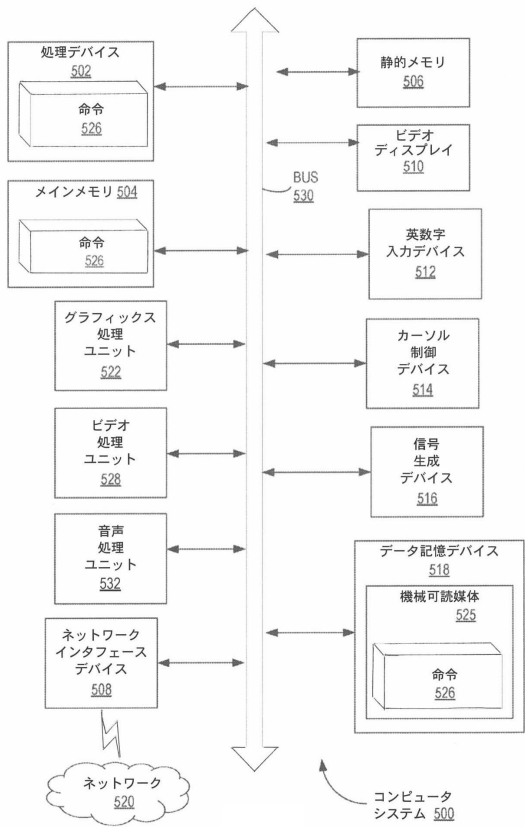 処理デバイス
502
命令
526
メインメモリ 504
命令
526
グラフィックス
処理
ユニット
522
ビデオ
処理
ユニット
528
音声
処理
ユニット
532
ネットワーク
インタフェース
デバイス
508
ネットワーク
520
BUS
530
静的メモリ
506
ビデオ
ディスプレイ
510
英数字
入力デバイス
512
カーソル
制御
デバイス
514
信号
生成
デバイス
516
データ記憶デバイス
518
機械可読媒体
525
命令
526
コンピュータ
システム 500